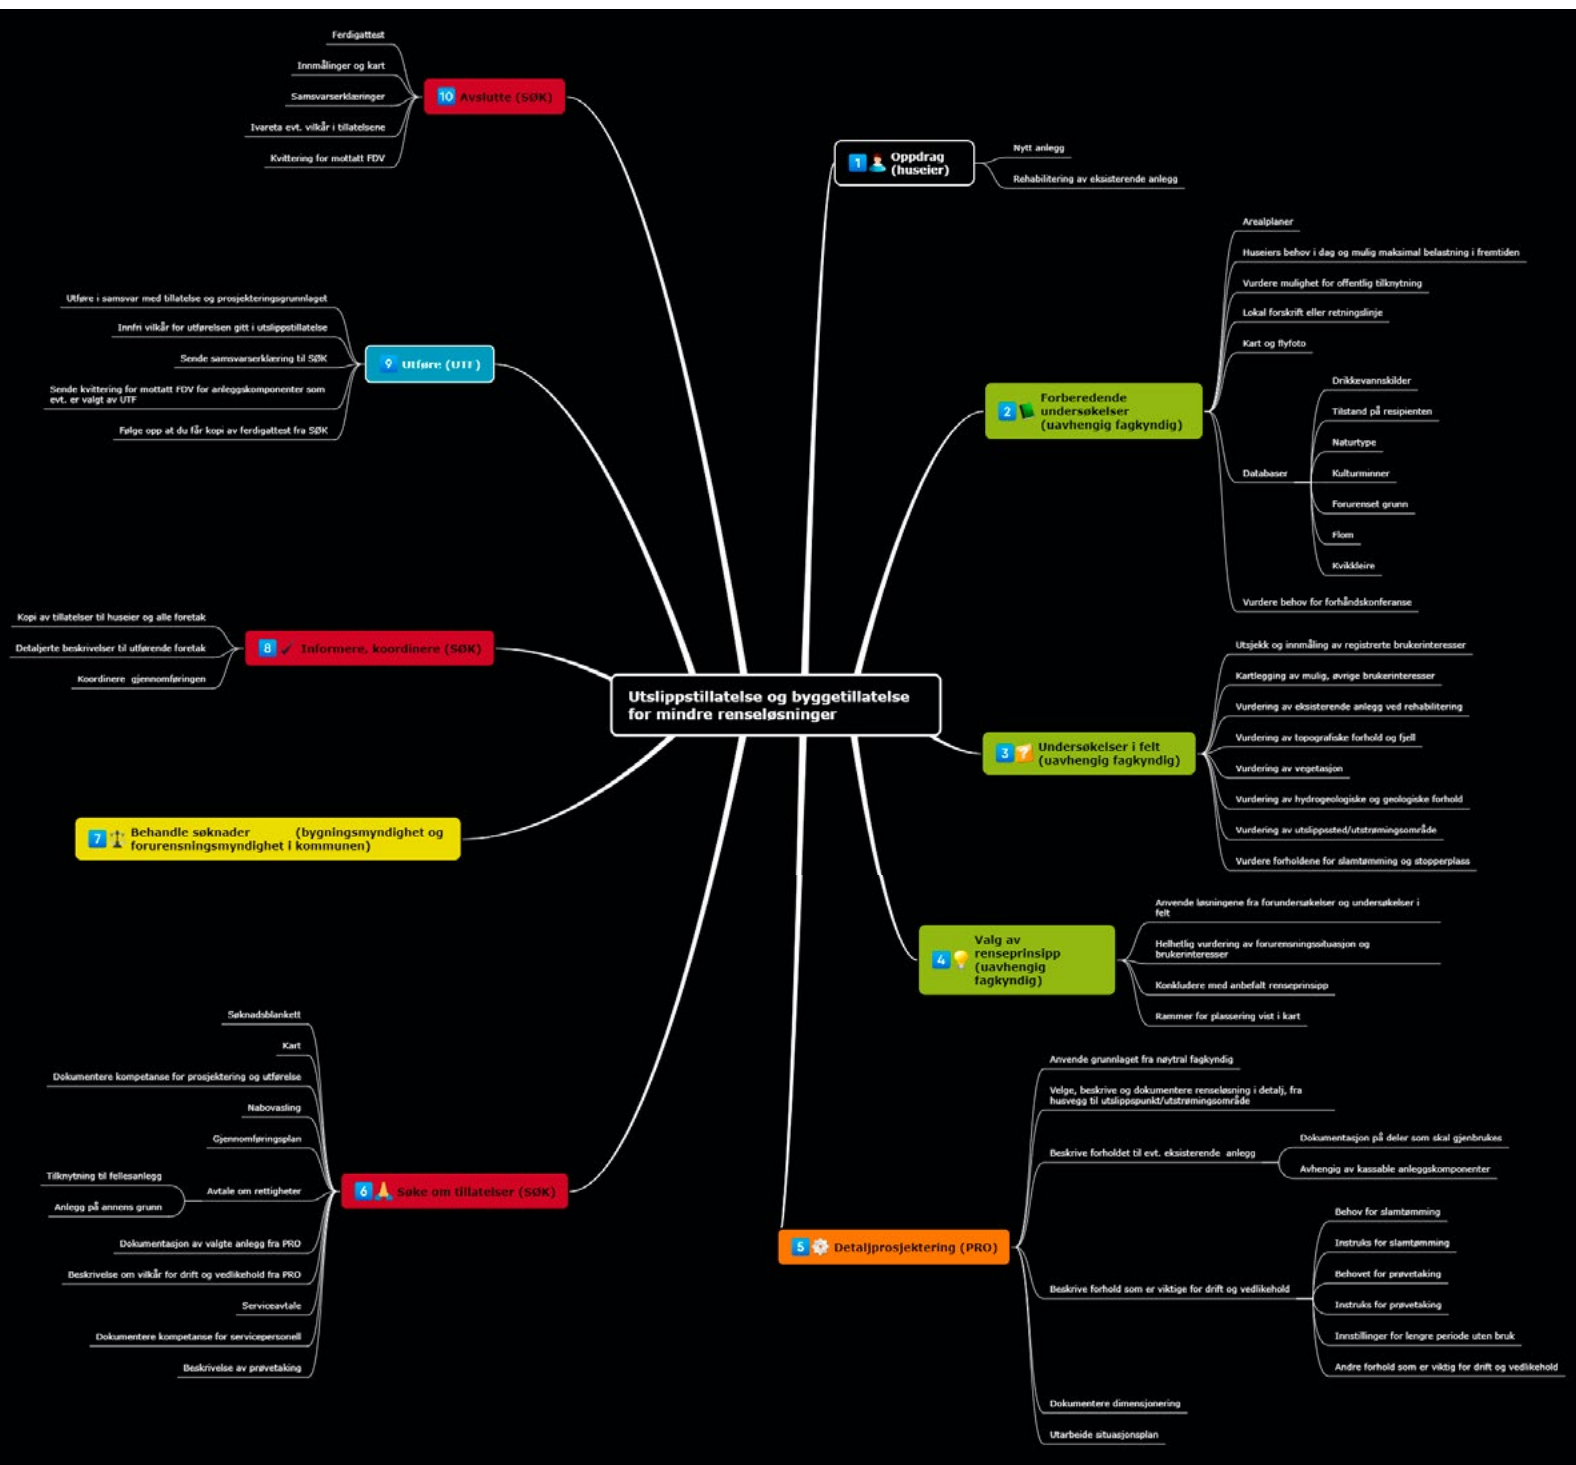 Utslippstillatelse og byggetillatelse
for mindre renseløsninger
1
Oppdrag
(huseier)
Nytt anlegg
Rehabilitering av eksisterende anlegg
2
Forberedende
undersøkelser
(uavhengig fagkyndig)
Arealplaner
Huseiers behov i dag og mulig maksimal belastning i fremtiden
Vurdere mulighet for offentlig tilknytning
Lokal forskrift eller retningslinje
Kart og flyfoto
Databaser
Drikkevannskilder
Tilstand på resipienten
Naturtype
Kulturminner
Forurenset grunn
Flom
Kvikkleire
Vurdere behov for forhåndskonferanse
3
Undersøkelser i felt
(uavhengig fagkyndig)
Utsjekk og innmåling av registrerte brukerinteresser
Kartlegging av mulig, øvrige brukerinteresser
Vurdering av eksisterende anlegg ved rehabilitering
Vurdering av topografiske forhold og fjell
Vurdering av vegetasjon
Vurdering av hydrogeologiske og geologiske forhold
Vurdering av utslippssted/utstrømingsområde
Vurdere forholdene for slamtømming og stopperplass
4
Valg av
renseprinsipp
(uavhengig
fagkyndig)
Anvende løsningene fra forundersøkelser og undersøkelser i
felt
Helhetlig vurdering av forurensningssituasjon og
brukerinteresser
Konkludere med anbefalt renseprinsipp
Rammer for plassering vist i kart
5
Detaljprosjektering (PRO)
Anvende grunnlaget fra nøytral fagkyndig
Velge, beskrive og dokumentere renseløsning i detalj, fra
husvegg til utslippspunkt/utstrømingsområde
Beskrive forholdet til evt. eksisterende anlegg
Dokumentasjon på deler som skal gjenbrukes
Avhengig av kassable anleggskomponenter
Beskrive forhold som er viktige for drift og vedlikehold
Behov for slamtømming
Instruks for slamtømming
Behovet for prøvetaking
Instruks for prøvetaking
Innstillinger for lengre periode uten bruk
Andre forhold som er viktig for drift og vedlikehold
Dokumentere dimensjonering
Utarbeide situasjonsplan
6
Søke om tillatelser (SØK)
Søknadsblankett
Kart
Dokumentere kompetanse for prosjektering og utførelse
Nabovasling
Gjennomføringsplan
Avtale om rettigheter
Tilknytning til fellesanlegg
Anlegg på annens grunn
Dokumentasjon av valgte anlegg fra PRO
Beskrivelse om vilkår for drift og vedlikehold fra PRO
Serviceavtale
Dokumentere kompetanse for servicepersonell
Beskrivelse av prøvetaking
7
Behandle søknader (bygningsmyndighet og
forurensningsmyndighet i kommunen)
8
Informere, koordinere (SØK)
Kopi av tillatelser til huseier og alle foretak
Detaljerte beskrivelser til utførende foretak
Koordinere gjennomføringen
9
Utføre (UTF)
Utføre i samsvar med tillatelse og prosjekteringsgrunnlaget
Innfri vilkår for utførelsen gitt i utslippstillatelse
Sende samsvarserklæring til SØK
Sende kvittering for mottatt FDV for anleggskomponenter som
evt. er valgt av UTF
Følge opp at du får kopi av ferdigattest fra SØK
10
Avslutte (SØK)
Ferdigattest
Innmålinger og kart
Samsvarserklæringer
Ivareta evt. vilkår i tillatelsene
Kvittering for mottatt FDV